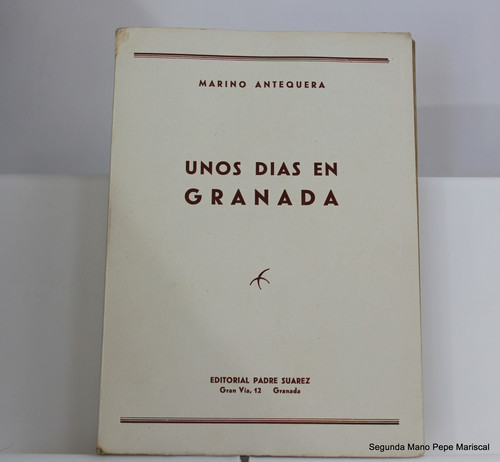 MARINO ANTEQUERA
UNOS DIAS EN
GRANADA
EDITORIAL PADRE SUAREZ
Gran Vía, 12 Granada
Segunda Mano Pepe Mariscal